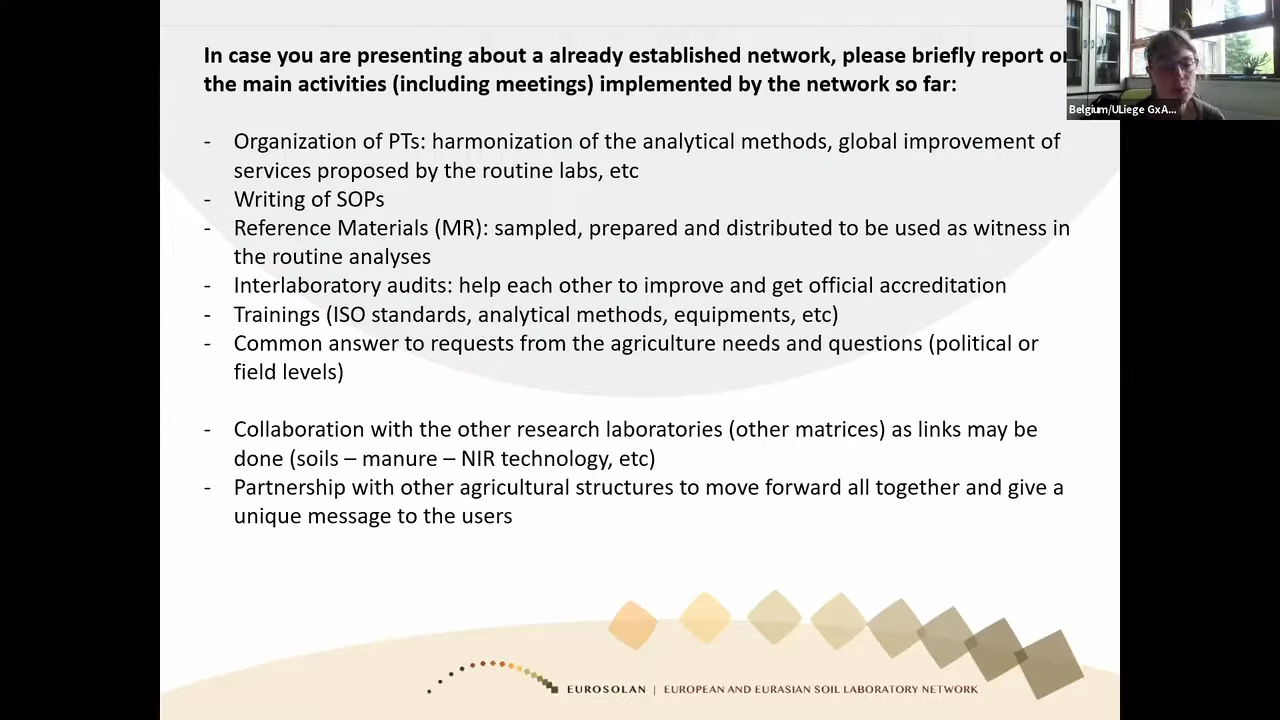 In case you are presenting about a already established network, please briefly report on
the main activities (including meetings) implemented by the network so far:
Belgium/ULiege GxA...
- Organization of PTs: harmonization of the analytical methods, global improvement of
services proposed by the routine labs, etc
- Writing of SOPs
- Reference Materials (MR): sampled, prepared and distributed to be used as witness in
the routine analyses
- Interlaboratory audits: help each other to improve and get official accreditation
- Trainings (ISO standards, analytical methods, equipments, etc)
- Common answer to requests from the agriculture needs and questions (political or
field levels)
- Collaboration with the other research laboratories (other matrices) as links may be
done (soils – manure – NIR technology, etc)
- Partnership with other agricultural structures to move forward all together and give a
unique message to the users
EUROSOLAN | EUROPEAN AND EURASIAN SOIL LABORATORY NETWORK